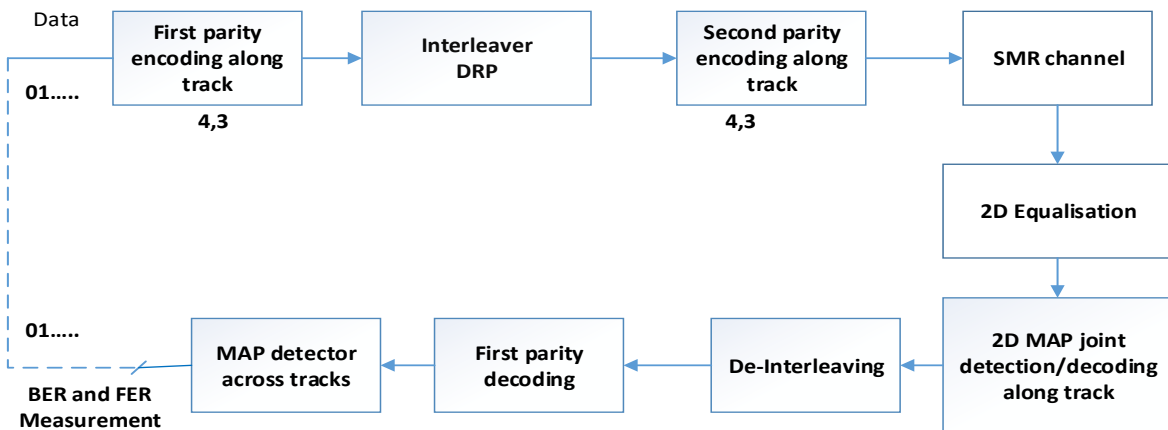 Data
01.....
First parity
encoding along
track
4,3
Interleaver
DRP
Second parity
encoding along
track
4,3
SMR channel
2D Equalisation
2D MAP joint
detection/decoding
along track
De-Interleaving
First parity
decoding
MAP detector
across tracks
01.....
BER and FER
Measurement